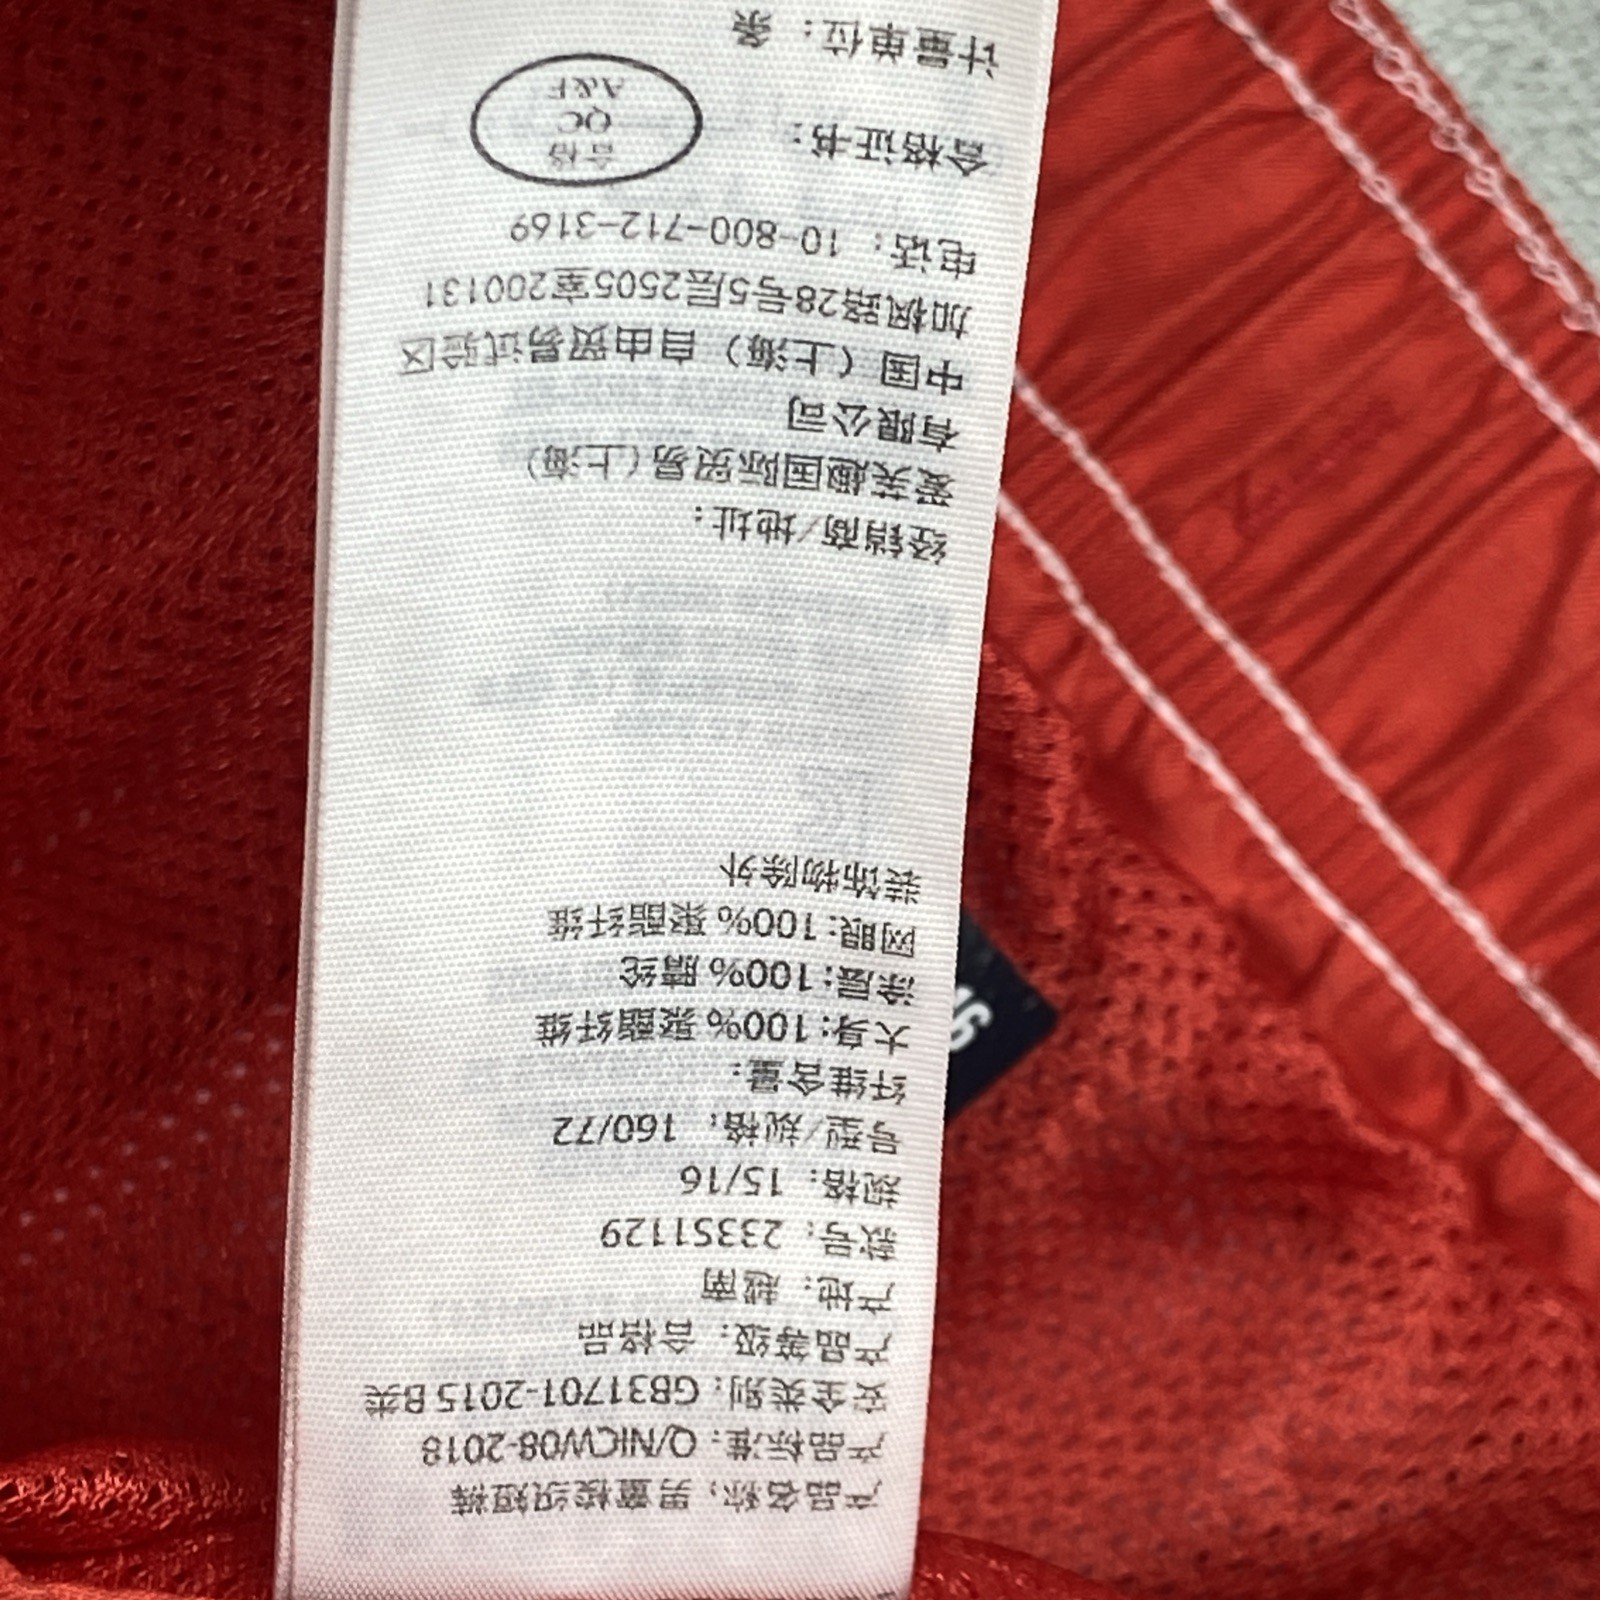 产品名称: 男童梭织短裤
产品标准: Q/NJCW08-2018
安全类别: GB31701-2015 B类
产品等级: 合格品
产地: 越南
款号: 233S1129
规格: 15/16
号型/规格: 160/72
纤维含量:
大身:100% 聚酯纤维
涂层:100% 腈纶
网眼:100% 聚酯纤维
装饰物除外
经销商/地址:
爱芙趣国际贸易(上海)
有限公司
中国(上海)自由贸易试验区
加枫路28号5层2505室200131
电话: 10-800-712-3169
合格证书:
合格
QC
A&F
计量单位: 条
16